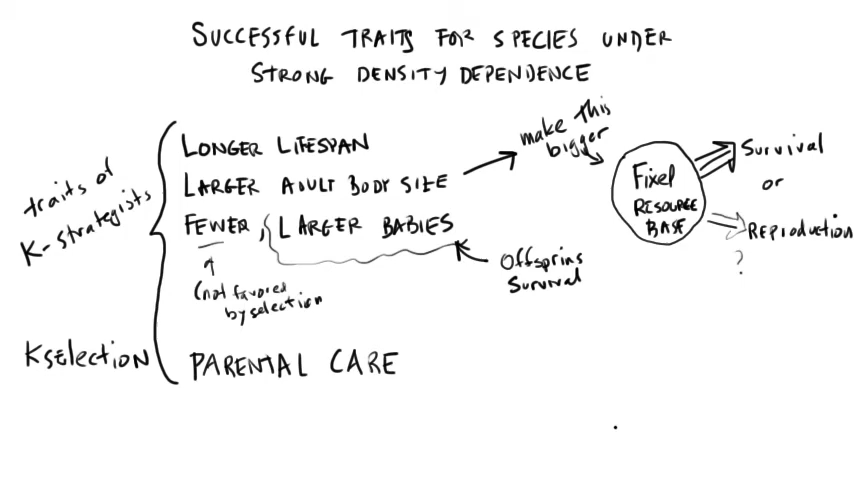 SUCCESSFUL TRAITS FOR SPECIES UNDER
STRONG DENSITY DEPENDENCE
traits of
K-strategists
LONGER LIFESPAN
LARGER ADULT BODY SIZE
FEWER, LARGER BABIES
(not favored
by selection
Offspring
Survival
make this
bigger
Fixed
RESOURCE
BASE
Survival
or
REPRODUCTION
?
K selection
PARENTAL CARE